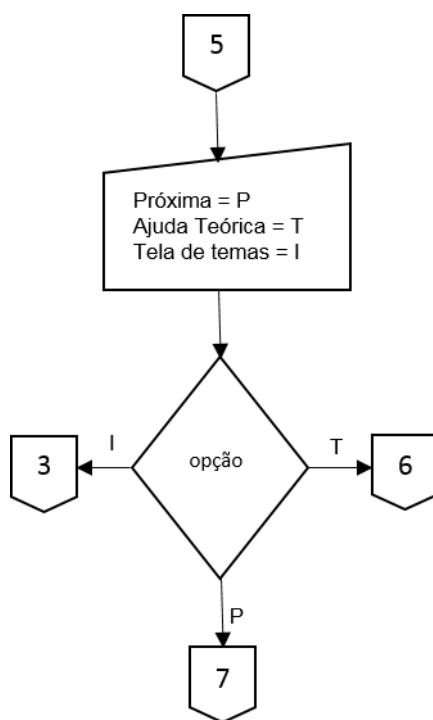 5
Próxima = P
Ajuda Teórica = T
Tela de temas = I
I
T
3
opção
6
P
7